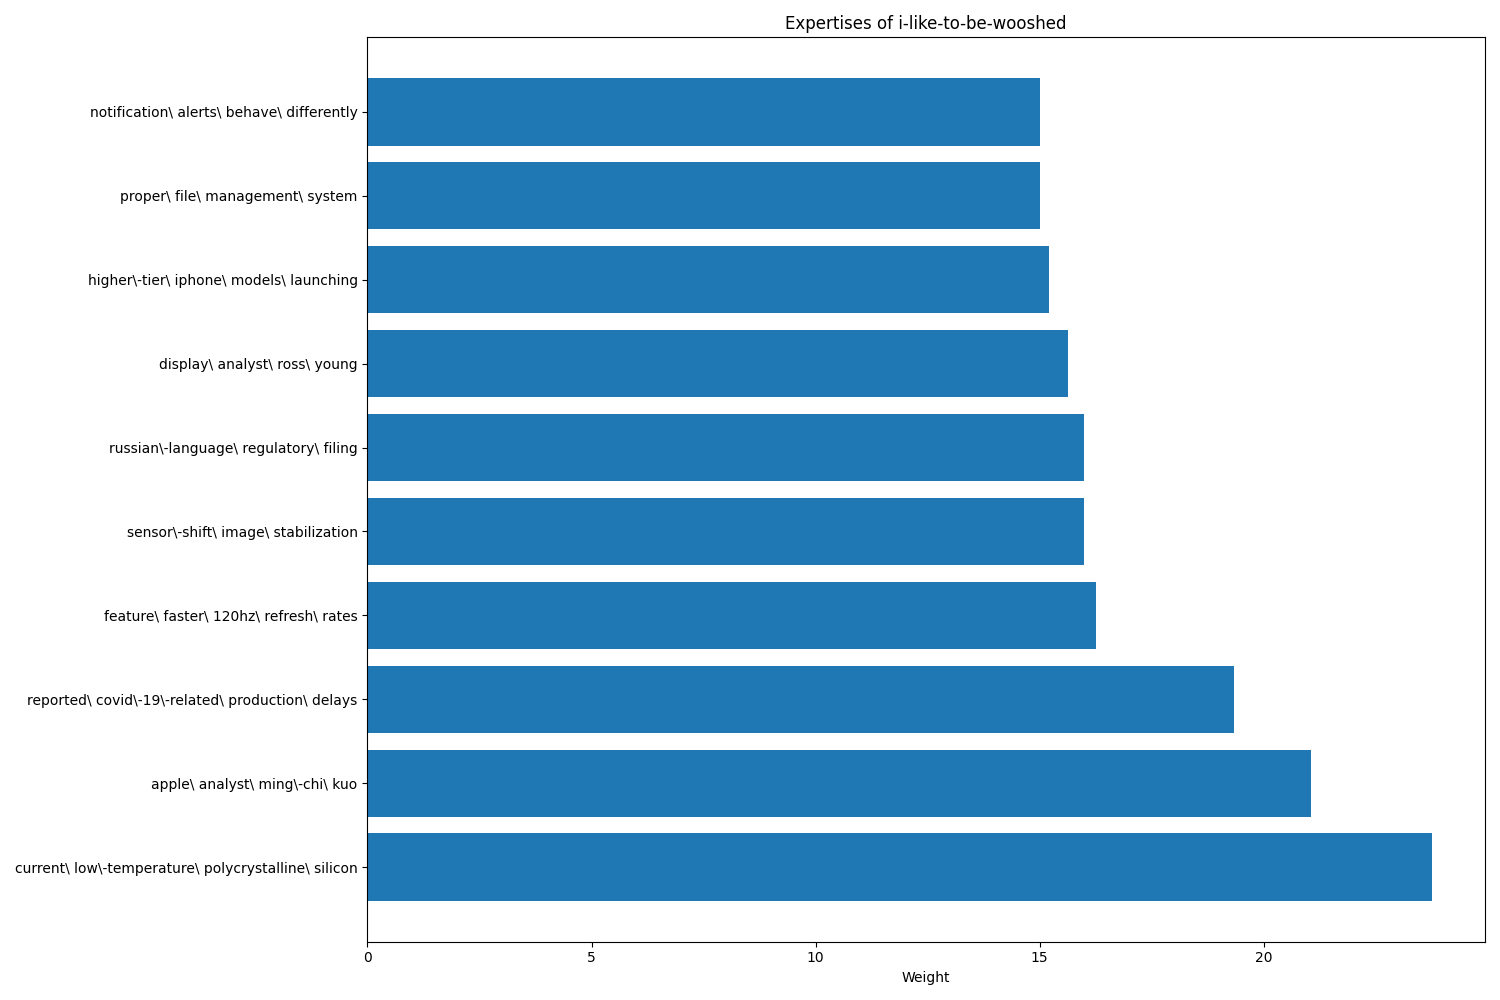 Expertises of i-like-to-be-wooshed
notification\ alerts\ behave\ differently
proper\ file\ management\ system
higher\-tier\ iphone\ models\ launching
display\ analyst\ ross\ young
russian\-language\ regulatory\ filing
sensor\-shift\ image\ stabilization
feature\ faster\ 120hz\ refresh\ rates
reported\ covid\-19\-related\ production\ delays
apple\ analyst\ ming\-chi\ kuo
current\ low\-temperature\ polycrystalline\ silicon
0 5 10 15 20
Weight